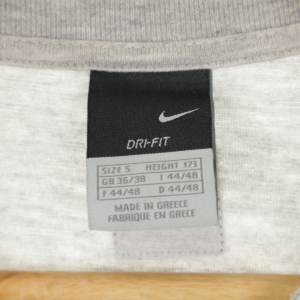 DRI-FIT
SIZE S HEIGHT 173
GB 36/38 I 44/48
F 44/48 D 44/48
MADE IN GREECE
FABRIQUE EN GRECE